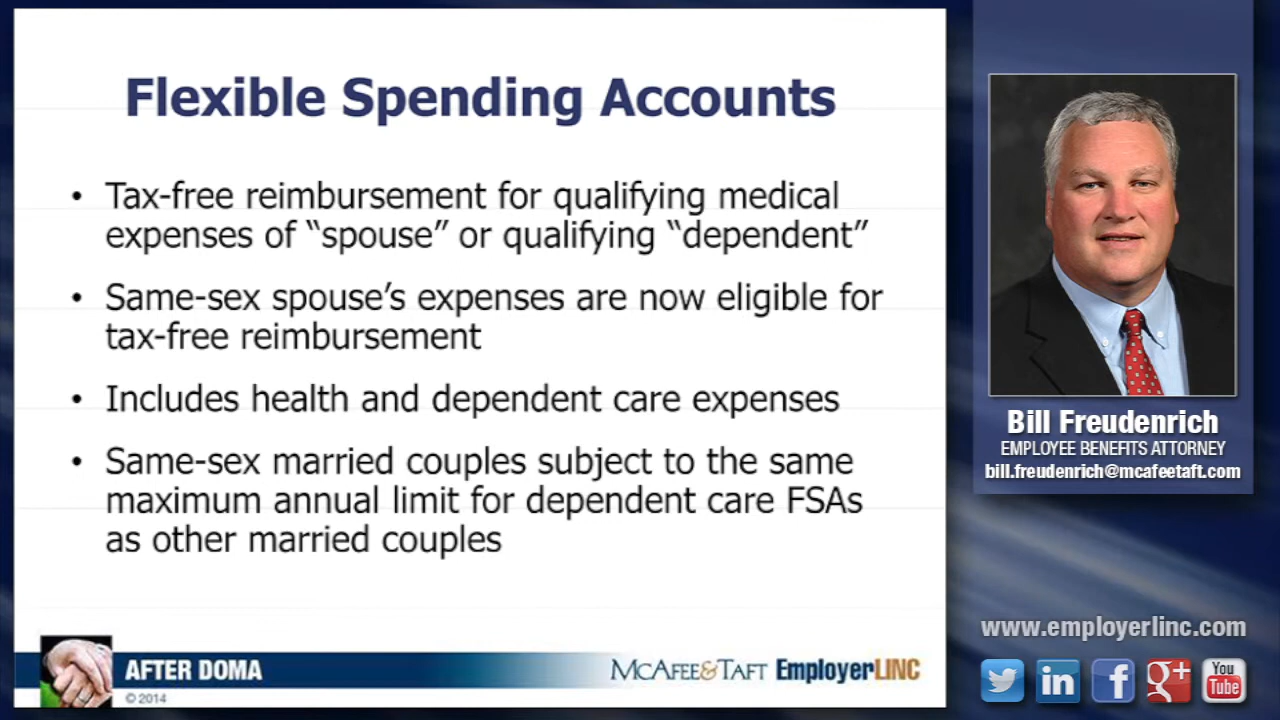 Flexible Spending Accounts
• Tax-free reimbursement for qualifying medical
expenses of “spouse” or qualifying “dependent”
• Same-sex spouse’s expenses are now eligible for
tax-free reimbursement
• Includes health and dependent care expenses
• Same-sex married couples subject to the same
maximum annual limit for dependent care FSAs
as other married couples
AFTER DOMA
© 2014
MCAFEE&TAFT EmployerLINC
Bill Freudenrich
EMPLOYEE BENEFITS ATTORNEY
bill.freudenrich@mcafeetaft.com
www.employerlinc.com
in
f
g+
You
Tube